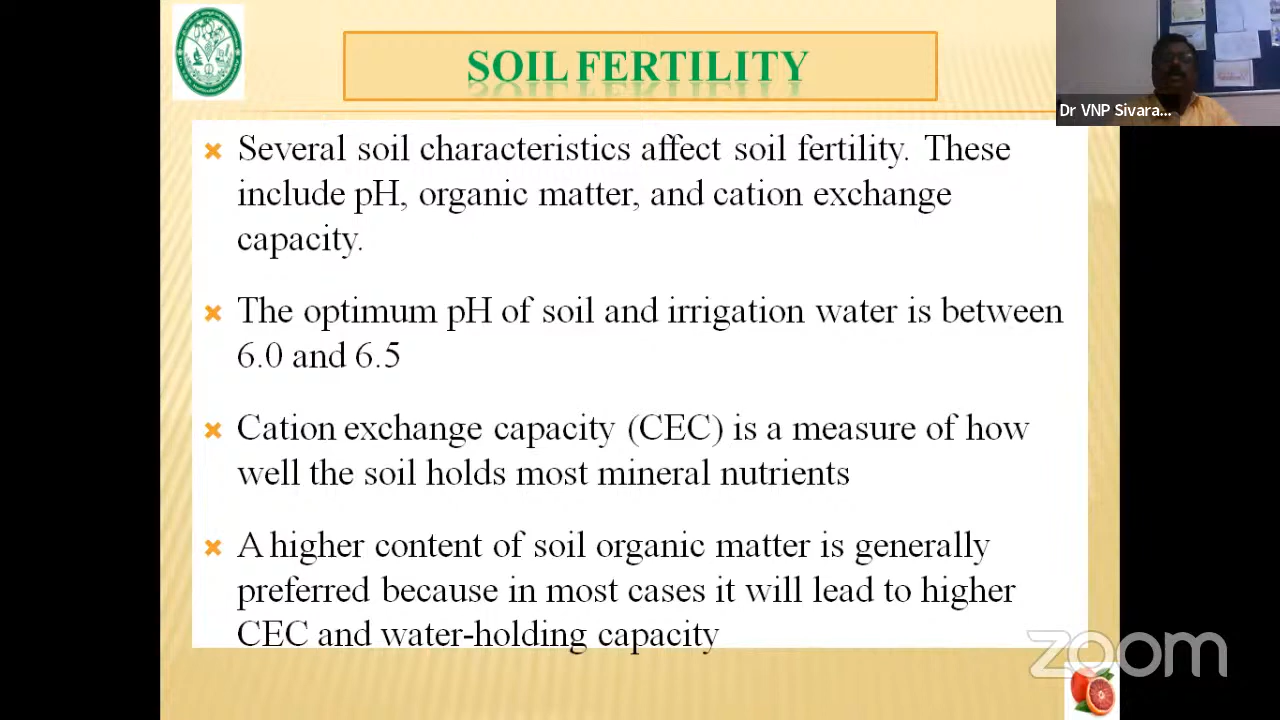 SOIL FERTILITY
Dr VNP Sivara...
Several soil characteristics affect soil fertility. These
include pH, organic matter, and cation exchange
capacity.
The optimum pH of soil and irrigation water is between
6.0 and 6.5
Cation exchange capacity (CEC) is a measure of how
well the soil holds most mineral nutrients
A higher content of soil organic matter is generally
preferred because in most cases it will lead to higher
CEC and water-holding capacity
zoom